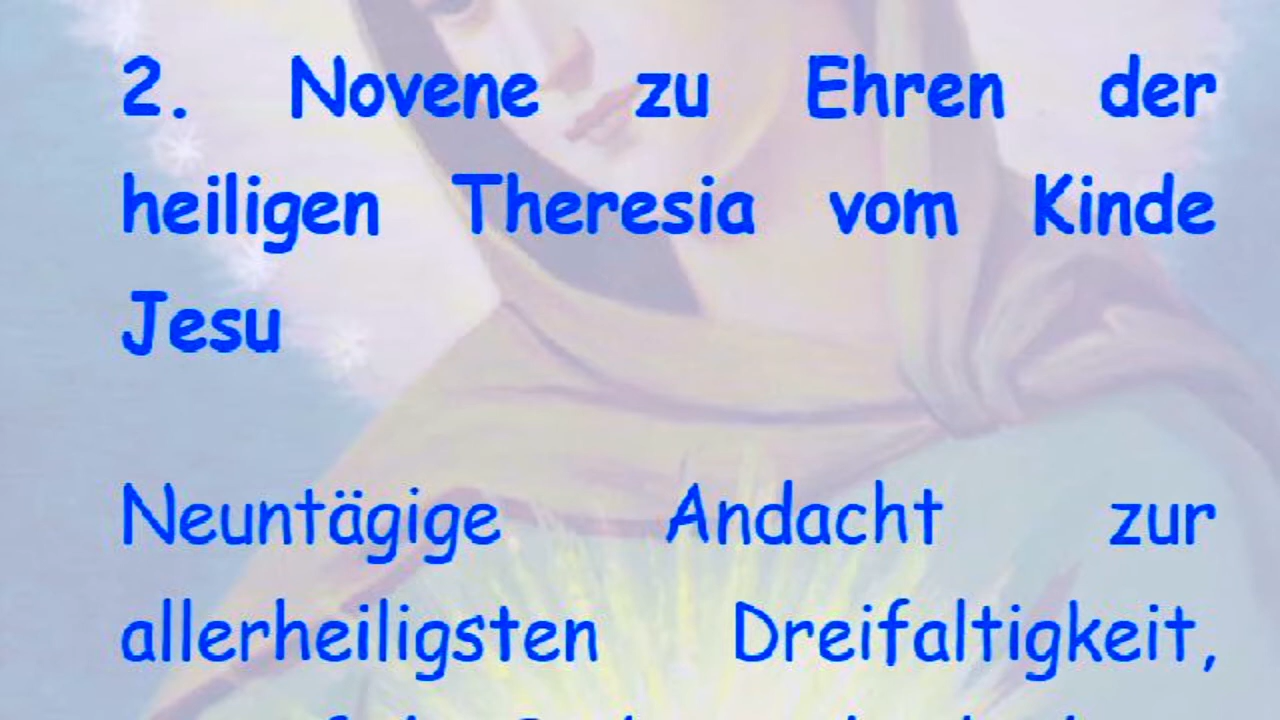 2. Novene zu Ehren der
heiligen Theresia vom Kinde
Jesu
Neuntägige Andacht zur
allerheiligsten Dreifaltigkeit,